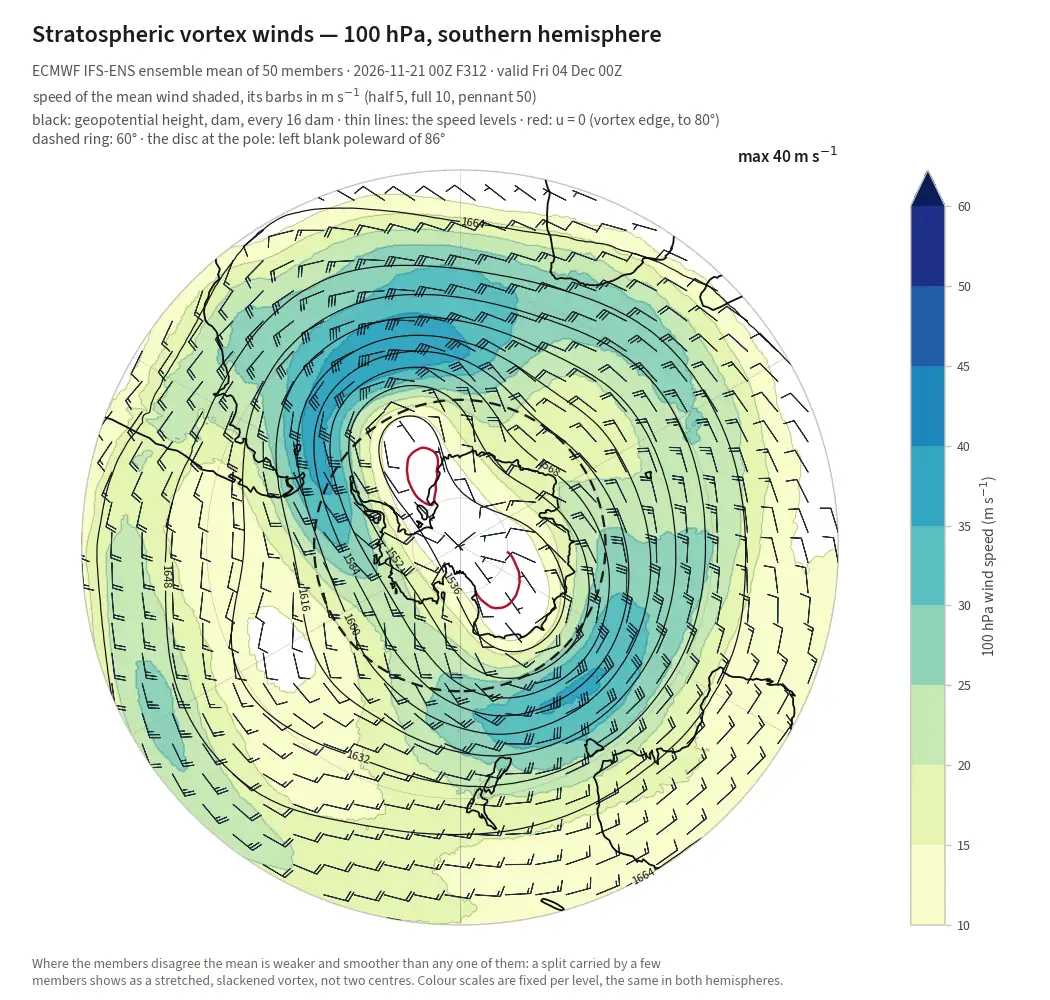 Stratospheric vortex winds — 100 hPa, southern hemisphere
ECMWF IFS-ENS ensemble mean of 50 members · 2026-11-21 00Z F312 · valid Fri 04 Dec 00Z
speed of the mean wind shaded, its barbs in m s⁻¹ (half 5, full 10, pennant 50)
black: geopotential height, dam, every 16 dam · thin lines: the speed levels · red: u = 0 (vortex edge, to 80°)
dashed ring: 60° · the disc at the pole: left blank poleward of 86°
max 40 m s⁻¹
1664
1568
1584
1552
1536
1648
1616
1600
1632
1664
60
50
45
40
35
30
25
20
15
10
100 hPa wind speed (m s⁻¹)
Where the members disagree the mean is weaker and smoother than any one of them: a split carried by a few
members shows as a stretched, slackened vortex, not two centres. Colour scales are fixed per level, the same in both hemispheres.